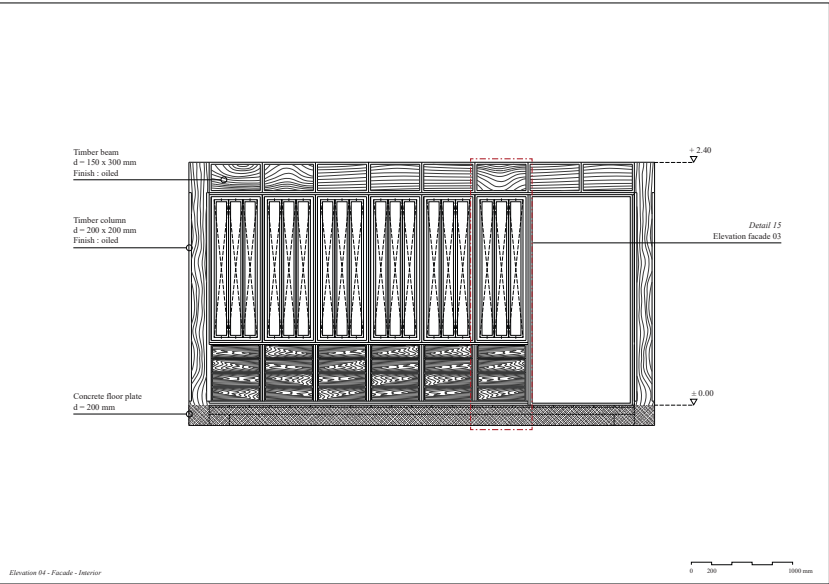 Timber beam
d = 150 x 300 mm
Finish : oiled
+ 2.40
Timber column
d = 200 x 200 mm
Finish : oiled
Detail 15
Elevation facade 03
Concrete floor plate
d = 200 mm
± 0.00
Elevation 04 - Facade - Interior
0 200 1000 mm